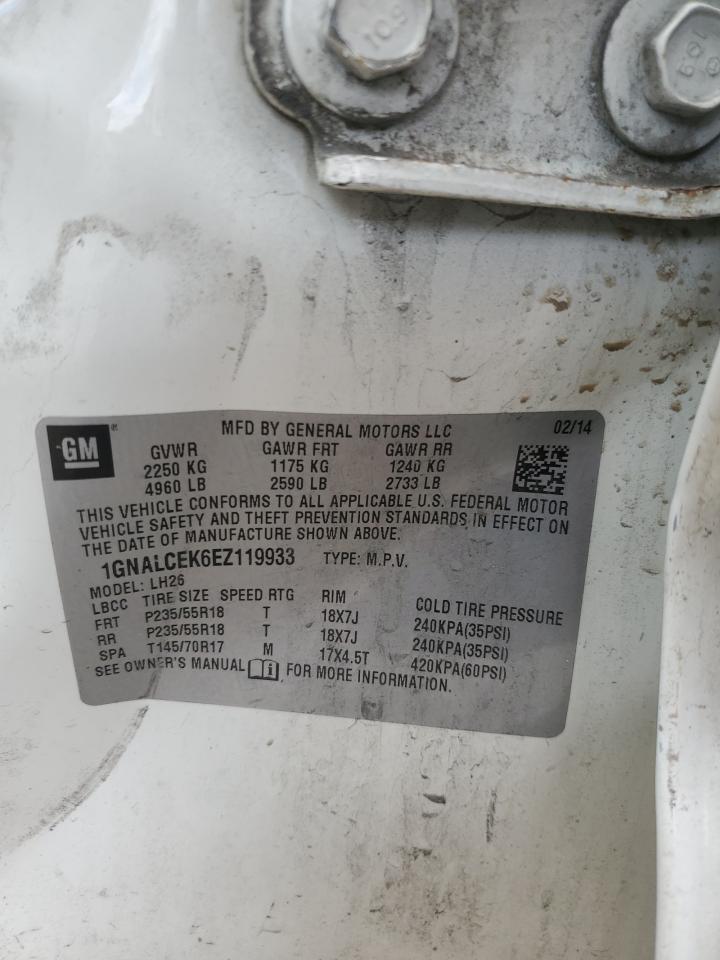 10.9
10.9
GM
MFD BY GENERAL MOTORS LLC 02/14
GVWR GAWR FRT GAWR RR
2250 KG 1175 KG 1240 KG
4960 LB 2590 LB 2733 LB
THIS VEHICLE CONFORMS TO ALL APPLICABLE U.S. FEDERAL MOTOR
VEHICLE SAFETY AND THEFT PREVENTION STANDARDS IN EFFECT ON
THE DATE OF MANUFACTURE SHOWN ABOVE.
1GNALCEK6EZ119933 TYPE: M.P.V.
MODEL: LH26
LBCC TIRE SIZE SPEED RTG RIM COLD TIRE PRESSURE
FRT P235/55R18 T 18X7J 240KPA(35PSI)
RR P235/55R18 T 18X7J 240KPA(35PSI)
SPA T145/70R17 M 17X4.5T 420KPA(60PSI)
SEE OWNER'S MANUAL i FOR MORE INFORMATION.